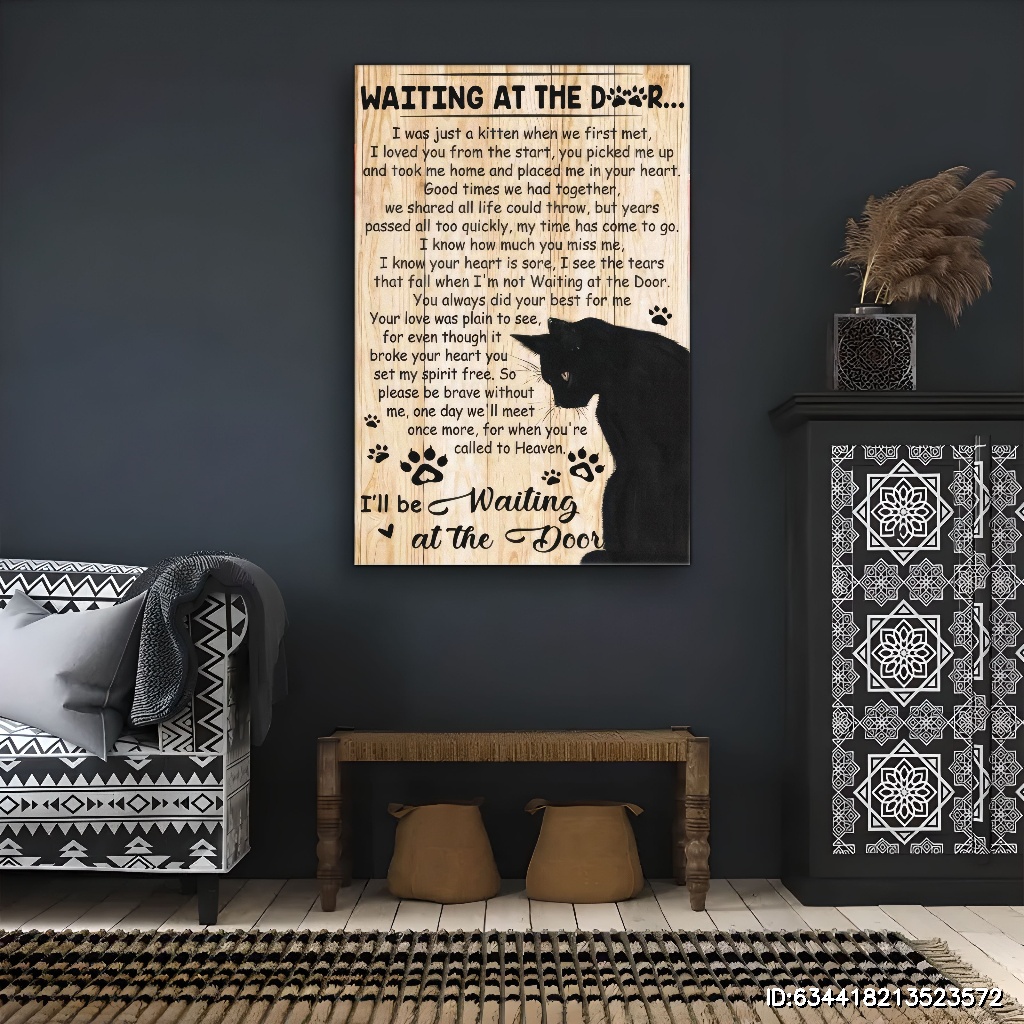 WAITING AT THE DOOR...
I was just a kitten when we first met,
I loved you from the start, you picked me up
and took me home and placed me in your heart.
Good times we had together,
we shared all life could throw, but years
passed all too quickly, my time has come to go.
I know how much you miss me,
I know your heart is sore, I see the tears
that fall when I'm not Waiting at the Door.
You always did your best for me
Your love was plain to see,
for even though it
broke your heart you
set my spirit free. So
please be brave without
me, one day we'll meet
once more, for when you're
called to Heaven.
I'll be Waiting
at the Door
ID:634418213523572